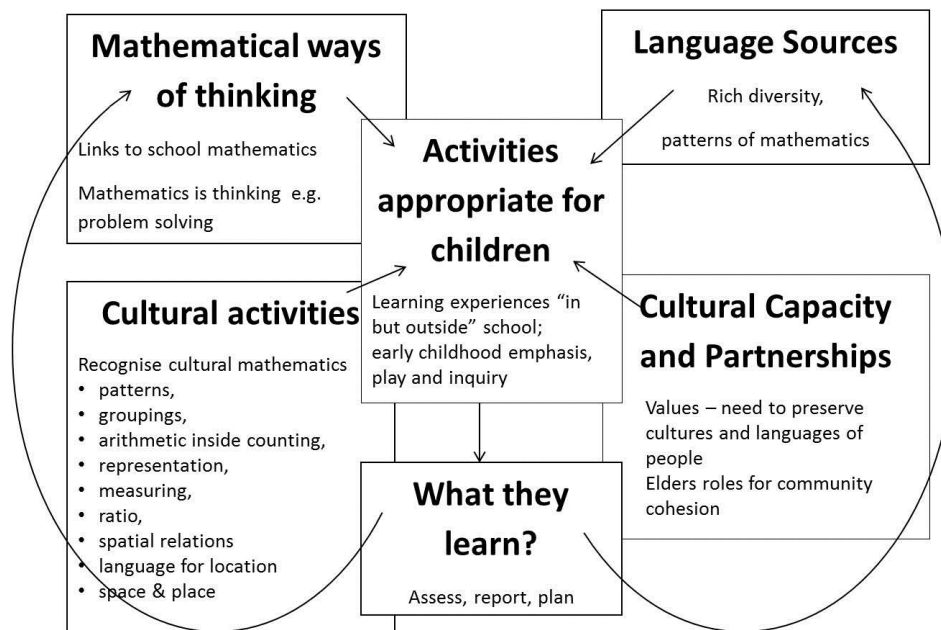 Mathematical ways
of thinking
Links to school mathematics
Mathematics is thinking e.g.
problem solving
Language Sources
Rich diversity,
patterns of mathematics
Activities
appropriate for
children
Learning experiences “in
but outside” school;
early childhood emphasis,
play and inquiry
Cultural activities
Recognise cultural mathematics
• patterns,
• groupings,
• arithmetic inside counting,
• representation,
• measuring,
• ratio,
• spatial relations
• language for location
• space & place
Cultural Capacity
and Partnerships
Values – need to preserve
cultures and languages of
people
Elders roles for community
cohesion
What they
learn?
Assess, report, plan